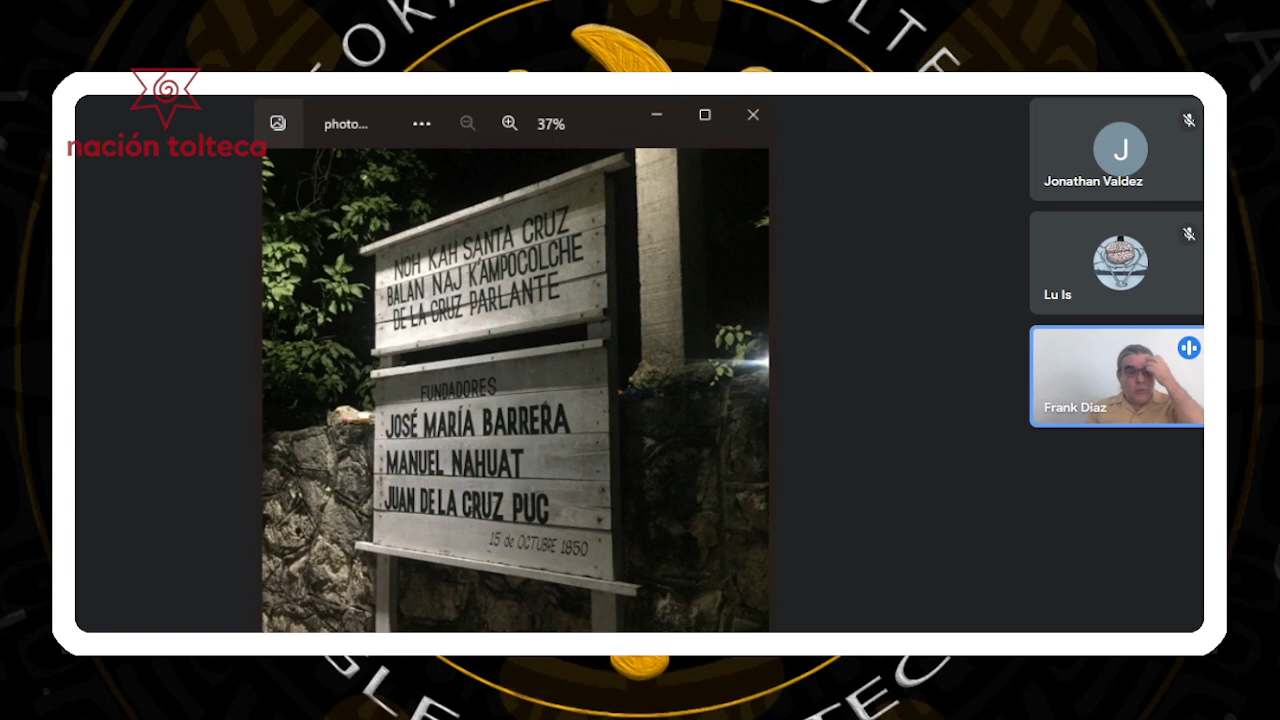 nación tolteca
photo...
37%
NOH KAH SANTA CRUZ
BALAN NAJ K'AMPOCOLCHE
DE LA CRUZ PARLANTE
FUNDADORES
JOSÉ MARÍA BARRERA
MANUEL NAHUAT
JUAN DE LA CRUZ PUC
15 de OCTUBRE 1850
J
Jonathan Valdez
Lu Is
Frank Diaz